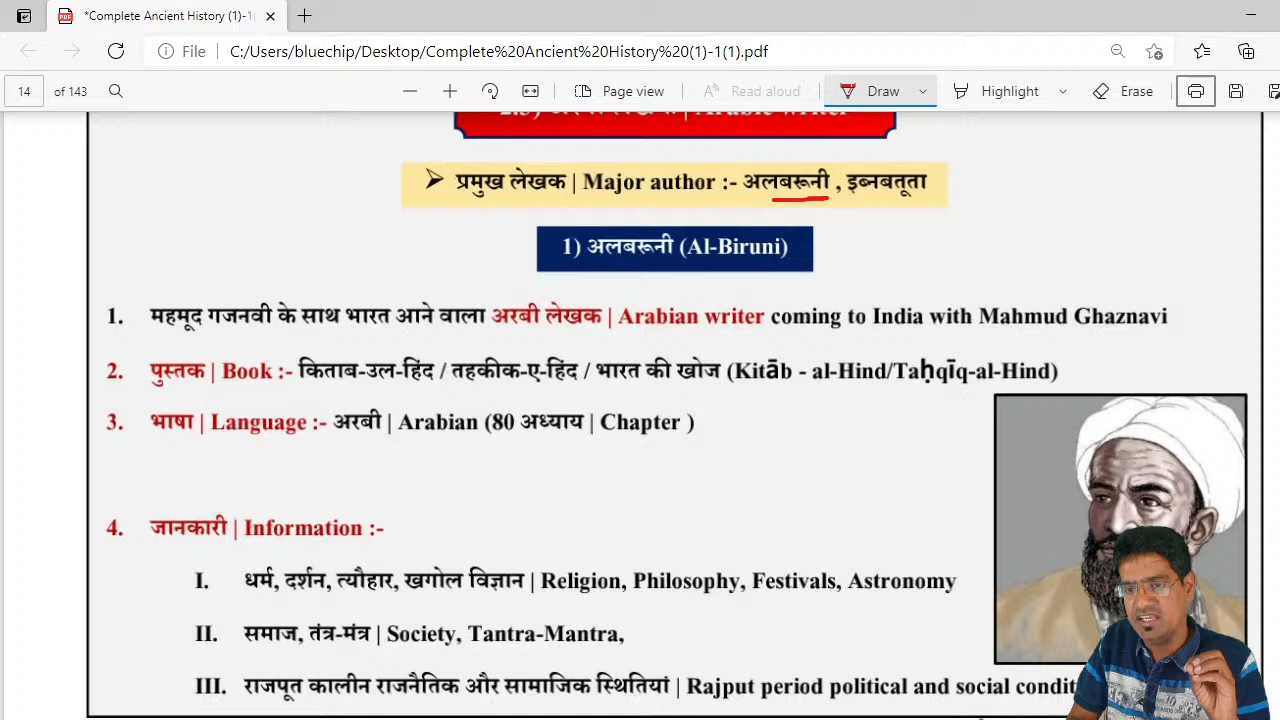 *Complete Ancient History (1)-1(
File C:/Users/bluechip/Desktop/Complete%20Ancient%20History%20(1)-1(1).pdf
14 of 143 Page view Read aloud Draw Highlight Erase
➢ प्रमुख लेखक | Major author :- अलबरूनी , इब्नबतूता
1) अलबरूनी (Al-Biruni)
1. महमूद गजनवी के साथ भारत आने वाला अरबी लेखक | Arabian writer coming to India with Mahmud Ghaznavi
2. पुस्तक | Book :- किताब-उल-हिंद / तहकीक-ए-हिंद / भारत की खोज (Kitāb - al-Hind/Taḥqīq-al-Hind)
3. भाषा | Language :- अरबी | Arabian (80 अध्याय | Chapter )
4. जानकारी | Information :-
I. धर्म, दर्शन, त्यौहार, खगोल विज्ञान | Religion, Philosophy, Festivals, Astronomy
II. समाज, तंत्र-मंत्र | Society, Tantra-Mantra,
III. राजपूत कालीन राजनैतिक और सामाजिक स्थितियां | Rajput period political and social